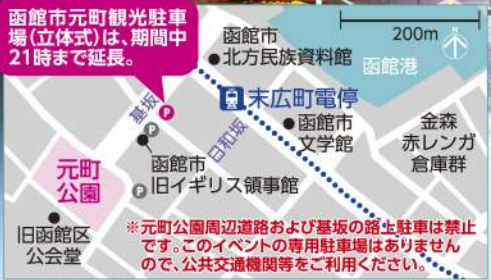 函館市元町観光駐車
場(立体式)は、期間中
21時まで延長。
200m
函館市
北方民族資料館
函館港
末広町電停
基坂
P
P
日和坂
函館市
文学館
金森
赤レンガ
倉庫群
函館市
旧イギリス領事館
元町
公園
P
旧函館区
公会堂
※元町公園周辺道路および基坂の路上駐車は禁止
です。このイベントの専用駐車場はありません
ので、公共交通機関等をご利用ください。